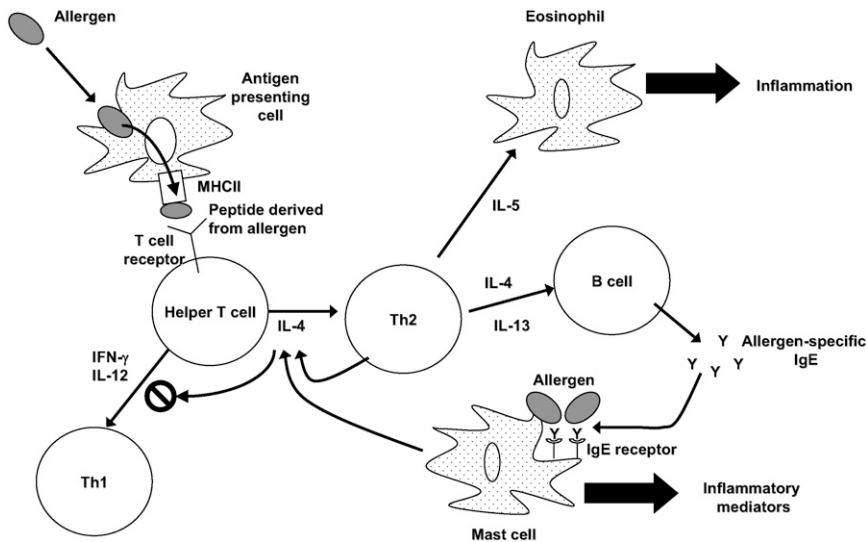 Allergen
Eosinophil
Antigen
presenting
cell
Inflammation
MHCII
Peptide derived
from allergen
T cell
receptor
IL-5
Helper T cell
IL-4
Th2
IL-4
IL-13
B cell
IFN-γ
IL-12
Y
Y Y Y
Allergen-specific
IgE
Allergen
Y Y
IgE receptor
Th1
Mast cell
Inflammatory
mediators